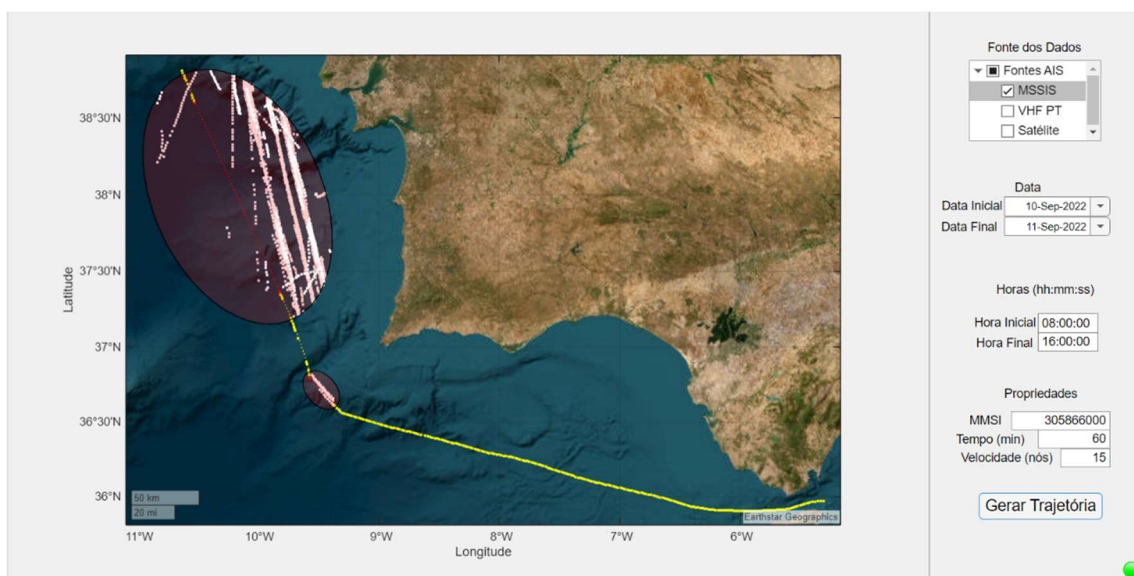 Latitude
38°30'N
38°N
37°30'N
37°N
36°30'N
36°N
50 km
20 mi
Earthstar Geographics
11°W
10°W
9°W
8°W
7°W
6°W
Longitude
Fonte dos Dados
Fontes AIS
MSSIS
VHF PT
Satélite
Data
Data Inicial 10-Sep-2022
Data Final 11-Sep-2022
Horas (hh:mm:ss)
Hora Inicial 08:00:00
Hora Final 16:00:00
Propriedades
MMSI 305866000
Tempo (min) 60
Velocidade (nós) 15
Gerar Trajetória